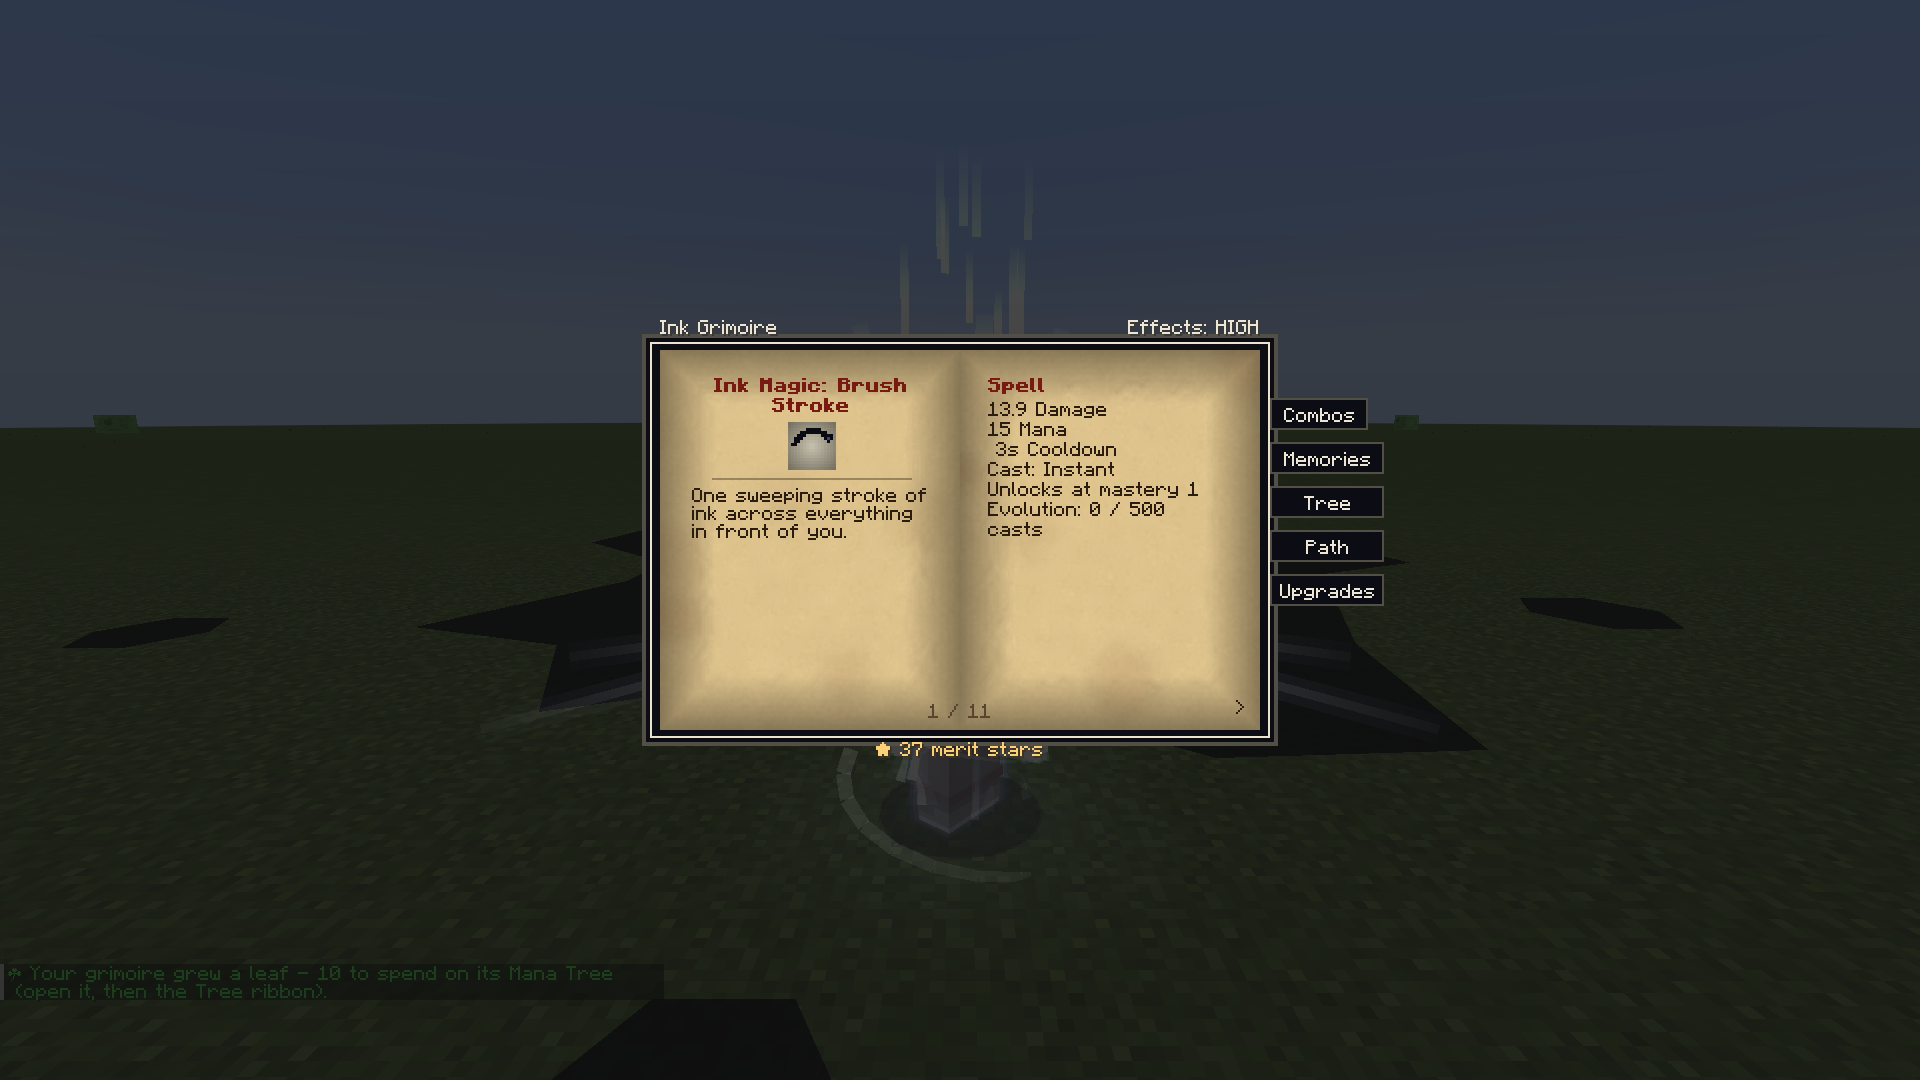 Ink Grimoire
Effects: HIGH
Ink Magic: Brush
Stroke
One sweeping stroke of
ink across everything
in front of you.
Spell
13.9 Damage
15 Mana
3s Cooldown
Cast: Instant
Unlocks at mastery 1
Evolution: 0 / 500
casts
1 / 11
>
Combos
Memories
Tree
Path
Upgrades
★ 37 merit stars
☘ Your grimoire grew a leaf – 10 to spend on its Mana Tree
(open it, then the Tree ribbon).